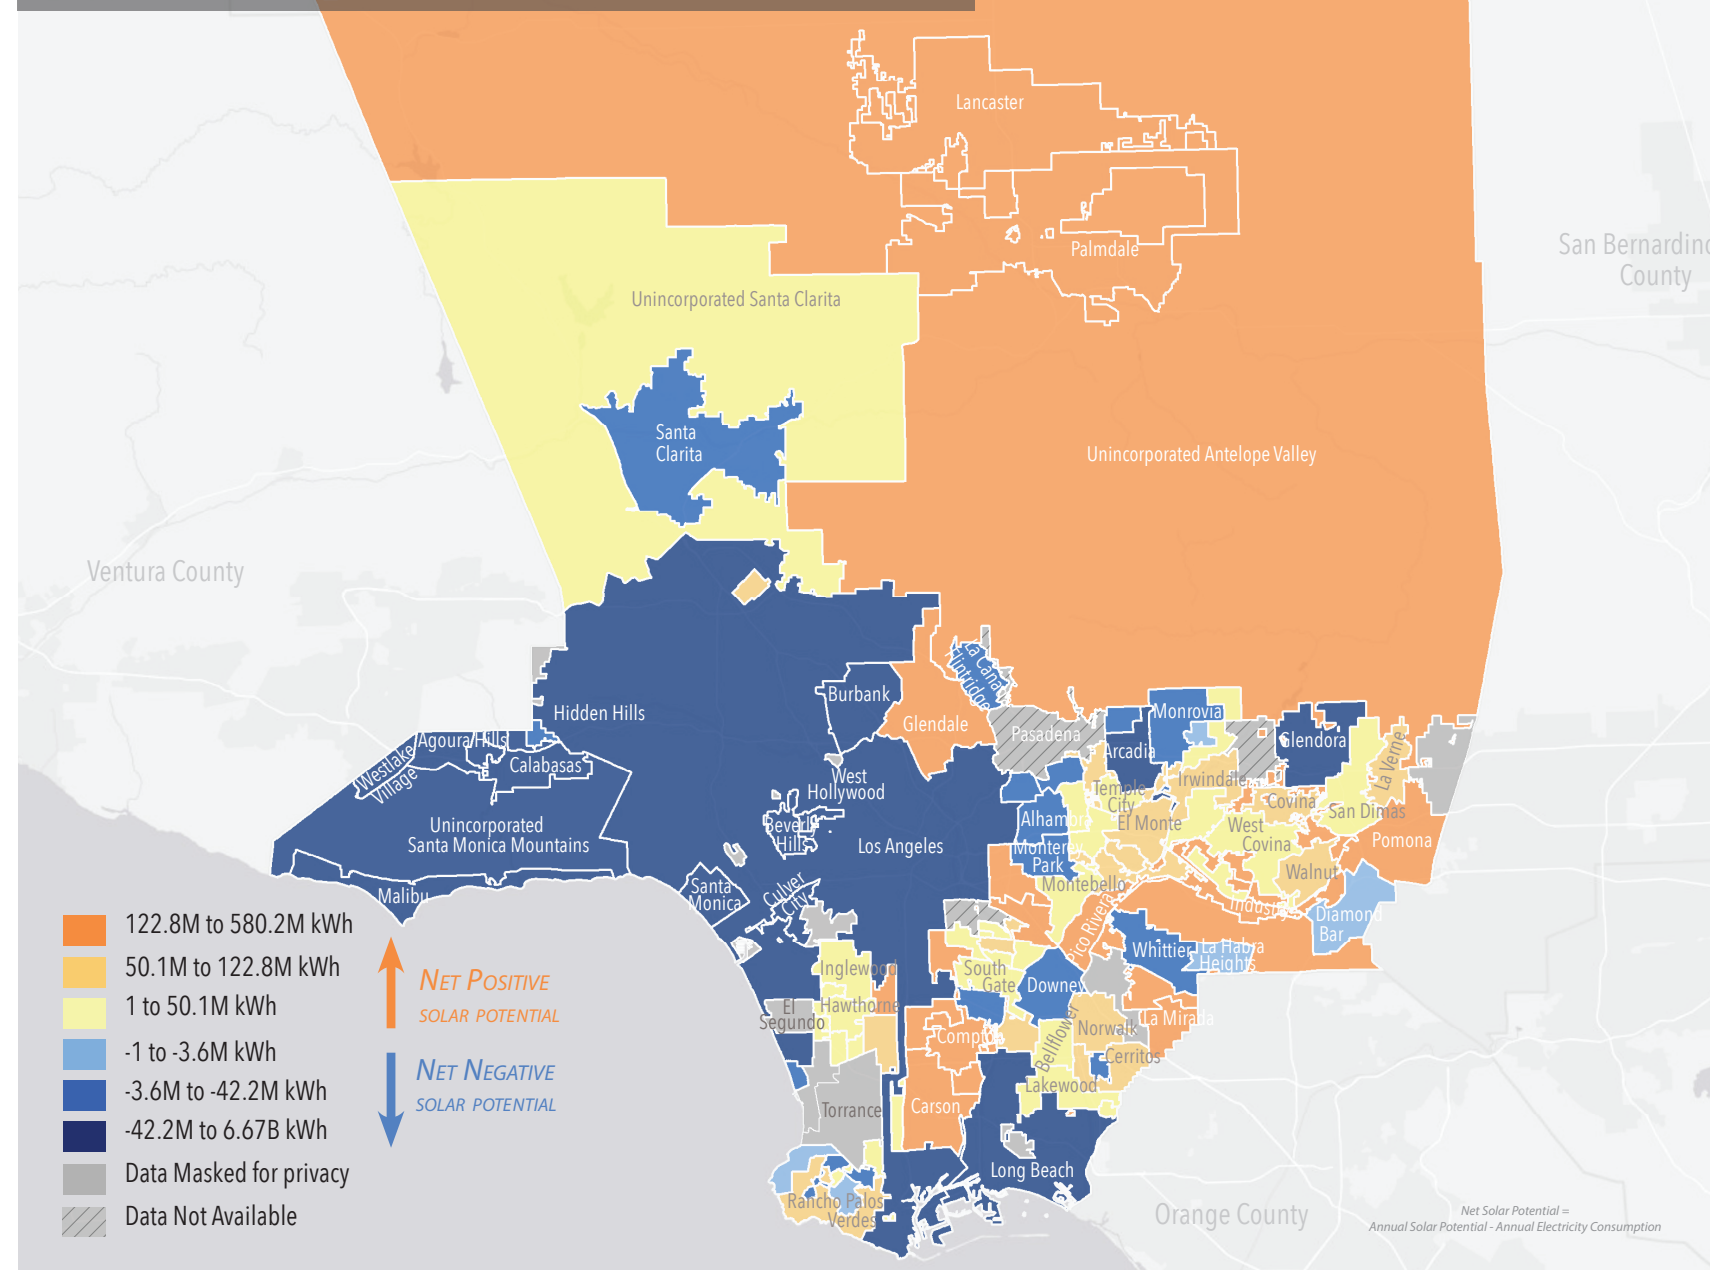 Lancaster
Palmdale
San Bernardino
County
Unincorporated Santa Clarita
Santa
Clarita
Unincorporated Antelope Valley
Ventura County
Hidden Hills
Burbank
Glendale
La Cañada
Flintridge
Pasadena
Monrovia
Arcadia
Glendora
Agoura Hills
Calabasas
Westlake
Village
West
Hollywood
Irwindale
La Verne
Temple
City
Covina
San Dimas
Unincorporated
Santa Monica Mountains
Beverly
Hills
Los Angeles
Alhambra
El Monte
West
Covina
Pomona
Monterey
Park
Walnut
Malibu
Santa
Monica
Culver
City
Montebello
Industry
Diamond
Bar
Pico Rivera
Whittier
La Habra
Heights
Inglewood
South
Gate
Downey
El
Segundo
Hawthorne
Compton
Bellflower
Norwalk
La Mirada
Cerritos
Lakewood
Torrance
Carson
Long Beach
Rancho Palos
Verdes
Orange County
122.8M to 580.2M kWh
50.1M to 122.8M kWh
1 to 50.1M kWh
-1 to -3.6M kWh
-3.6M to -42.2M kWh
-42.2M to 6.67B kWh
Data Masked for privacy
Data Not Available
NET POSITIVE
SOLAR POTENTIAL
NET NEGATIVE
SOLAR POTENTIAL
Net Solar Potential =
Annual Solar Potential - Annual Electricity Consumption